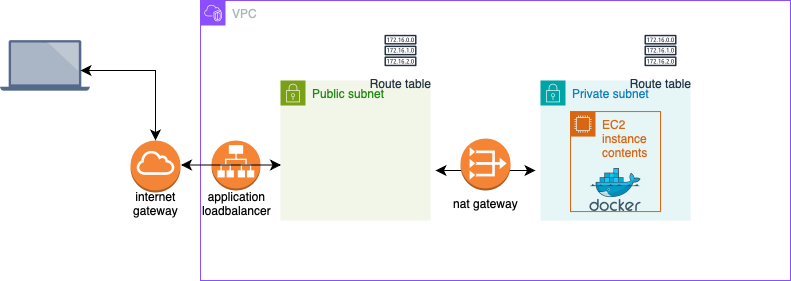 VPC
172.16.0.0
172.16.1.0
172.16.2.0
Route table
172.16.0.0
172.16.1.0
172.16.2.0
Route table
Public subnet
Private subnet
EC2
instance
contents
docker
internet
gateway
application
loadbalancer
nat gateway